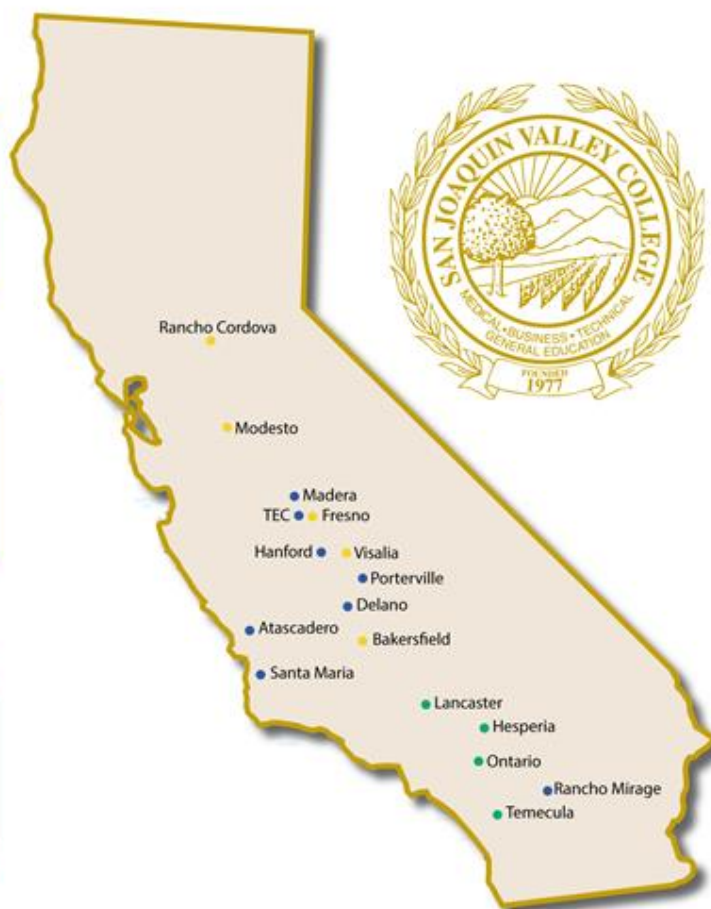 SAN JOAQUIN VALLEY COLLEGE
MEDICAL•BUSINESS•TECHNICAL
GENERAL EDUCATION
FOUNDED
1977
Rancho Cordova
Modesto
Madera
TEC Fresno
Hanford Visalia
Porterville
Delano
Atascadero
Bakersfield
Santa Maria
Lancaster
Hesperia
Ontario
Rancho Mirage
Temecula